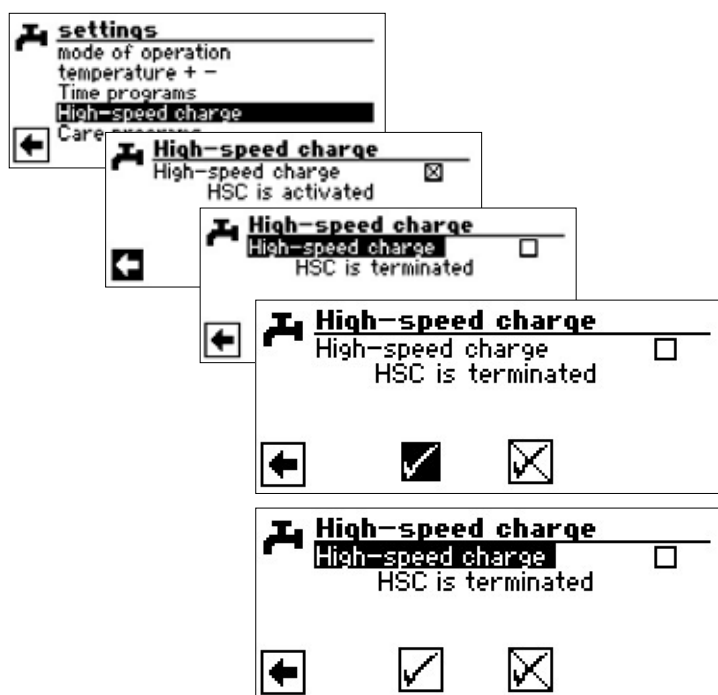 settings
mode of operation
temperature + −
Time programs
High−speed charge
Care programs
High−speed charge
High−speed charge
HSC is activated
High−speed charge
High−speed charge
HSC is terminated
High−speed charge
High−speed charge
HSC is terminated
High−speed charge
High−speed charge
HSC is terminated